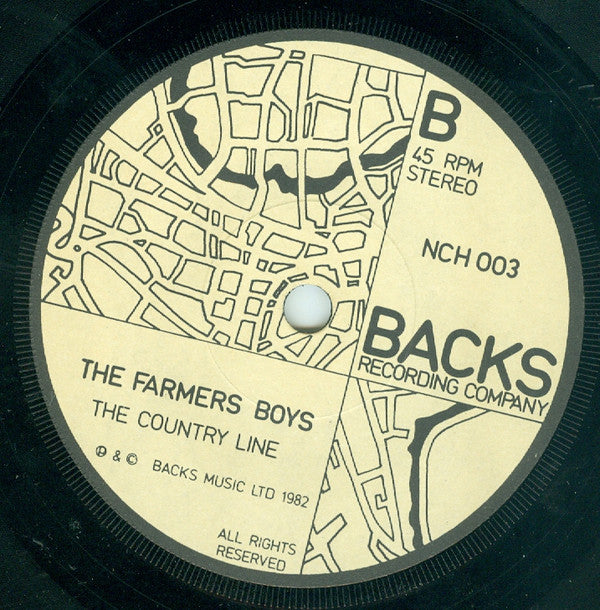 B
45 RPM
STEREO
NCH 003
BACKS
RECORDING COMPANY
THE FARMERS BOYS
THE COUNTRY LINE
℗ & © BACKS MUSIC LTD 1982
ALL RIGHTS
RESERVED